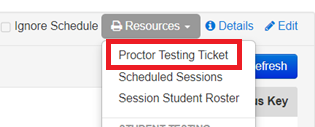 Ignore Schedule Resources Details Edit
Proctor Testing Ticket
efresh
Scheduled Sessions
Session Student Roster
us Key